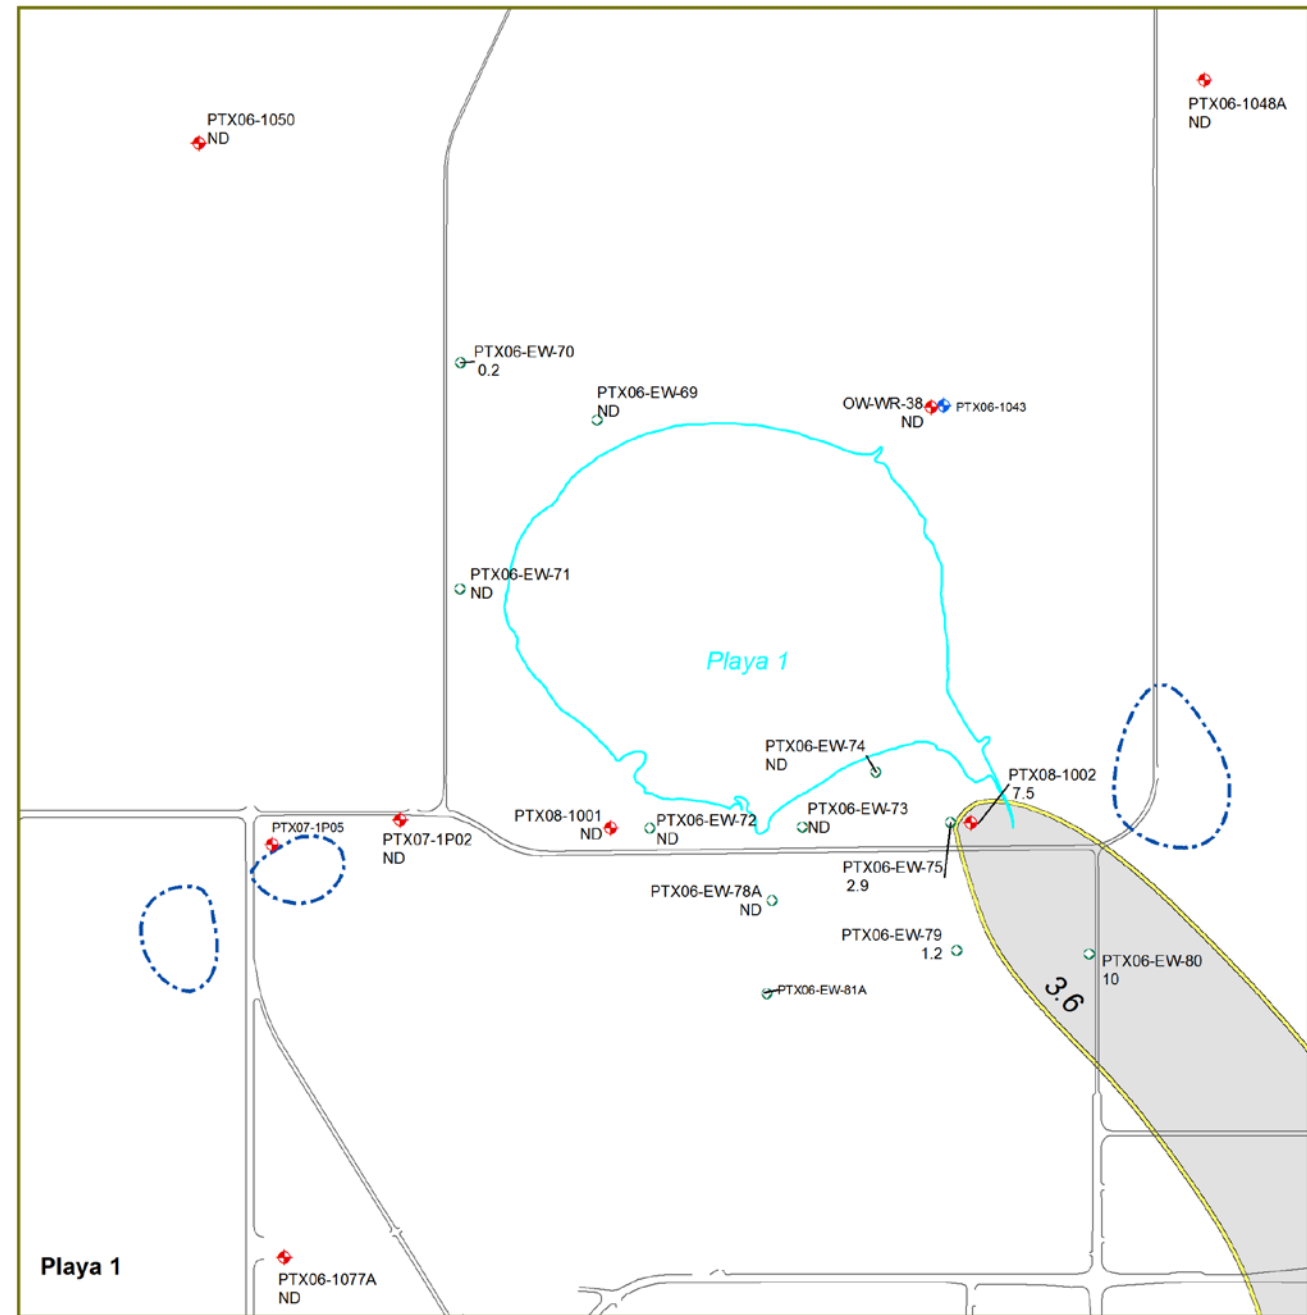 PTX06-1048A
ND
PTX06-1050
ND
PTX06-EW-70
0.2
PTX06-EW-69
ND
OW-WR-38
ND
PTX06-1043
PTX06-EW-71
ND
Playa 1
PTX06-EW-74
ND
PTX08-1002
7.5
PTX07-1P05
PTX07-1P02
ND
PTX08-1001
ND
PTX06-EW-72
ND
PTX06-EW-73
ND
PTX06-EW-75
2.9
PTX06-EW-78A
ND
PTX06-EW-79
1.2
PTX06-EW-80
10
PTX06-EW-81A
3.6
Playa 1
PTX06-1077A
ND